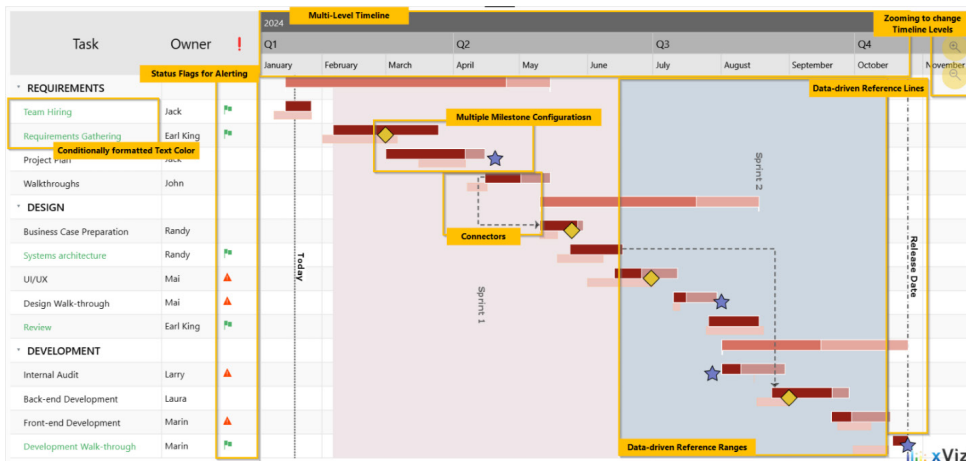 2024
Multi-Level Timeline
Zooming to change
Timeline Levels
Task
Owner
Q1
Q2
Q3
Q4
January
February
March
April
May
June
July
August
September
October
November
Status Flags for Alerting
REQUIREMENTS
Data-driven Reference Lines
Team Hiring
Jack
Multiple Milestone Configuratiosn
Requirements Gathering
Earl King
Conditionally formatted Text Color
Project Plan
Jack
Walkthroughs
John
Sprint 2
DESIGN
Business Case Preparation
Randy
Connectors
Systems architecture
Randy
Today
Release Date
UI/UX
Mai
Design Walk-through
Mai
Sprint 1
Review
Earl King
DEVELOPMENT
Internal Audit
Larry
Back-end Development
Laura
Front-end Development
Marin
Development Walk-through
Marin
Data-driven Reference Ranges
xViz